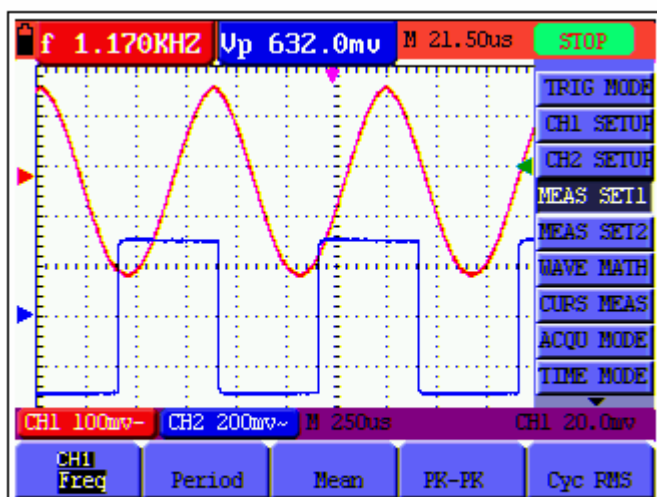 f 1.170KHZ Vp 632.0mv M 21.50us STOP
TRIG MODE
CH1 SETUP
CH2 SETUP
MEAS SET1
MEAS SET2
WAVE MATH
CURS MEAS
ACQU MODE
TIME MODE
CH1 100mv- CH2 200mv~ M 250us CH1 20.0mv
CH1
Freq Period Mean PK-PK Cyc RMS